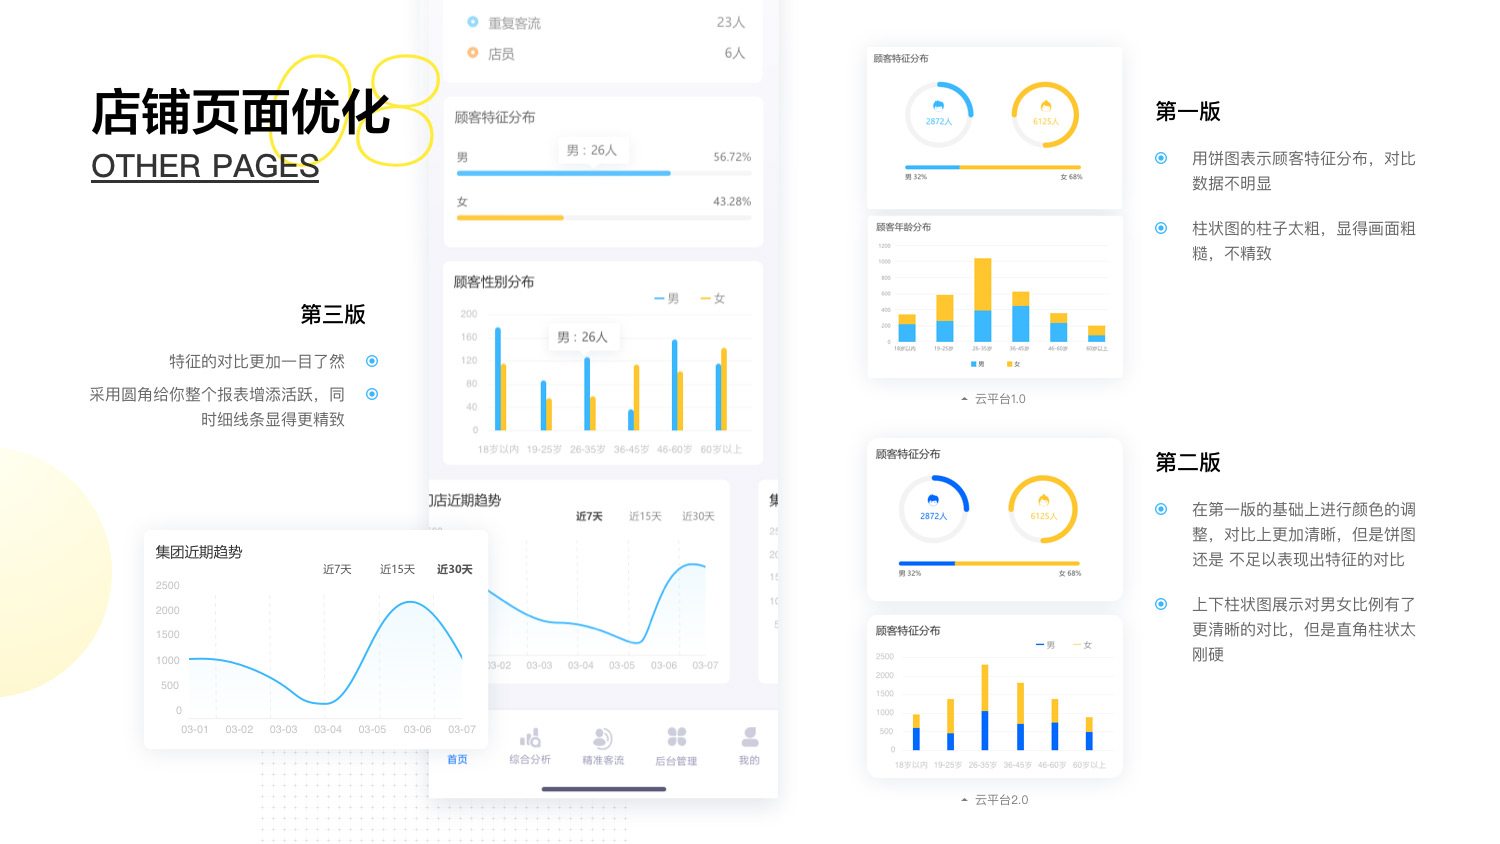 店铺页面优化
03
OTHER PAGES
第三版
特征的对比更加一目了然
采用圆角给你整个报表增添活跃，同
时细线条显得更精致
重复客流 23人
店员 6人
顾客特征分布
男：26人
男 56.72%
女 43.28%
顾客性别分布
男 女
200
160
120
80
40
0
男：26人
18岁以内 19-25岁 26-35岁 36-45岁 46-60岁 60岁以上
门店近期趋势
近7天 近15天 近30天
03-02 03-03 03-04 03-05 03-06 03-07
集团近期趋势
近7天 近15天 近30天
2500
2000
1500
1000
500
0
03-01 03-02 03-03 03-04 03-05 03-06 03-07
首页 综合分析 精准客流 后台管理 我的
顾客特征分布
2872人 6125人
男 32% 女 68%
顾客年龄分布
1200
1000
800
600
400
200
0
18岁以内 19-25岁 26-35岁 36-45岁 46-60岁 60岁以上
男 女
云平台1.0
第一版
用饼图表示顾客特征分布，对比
数据不明显
柱状图的柱子太粗，显得画面粗
糙，不精致
顾客特征分布
2872人 6125人
男 32% 女 68%
顾客特征分布
男 女
2500
2000
1500
1000
500
0
18岁以内 19-25岁 26-35岁 36-45岁 46-60岁 60岁以上
云平台2.0
第二版
在第一版的基础上进行颜色的调
整，对比上更加清晰，但是饼图
还是 不足以表现出特征的对比
上下柱状图展示对男女比例有了
更清晰的对比，但是直角柱状太
刚硬